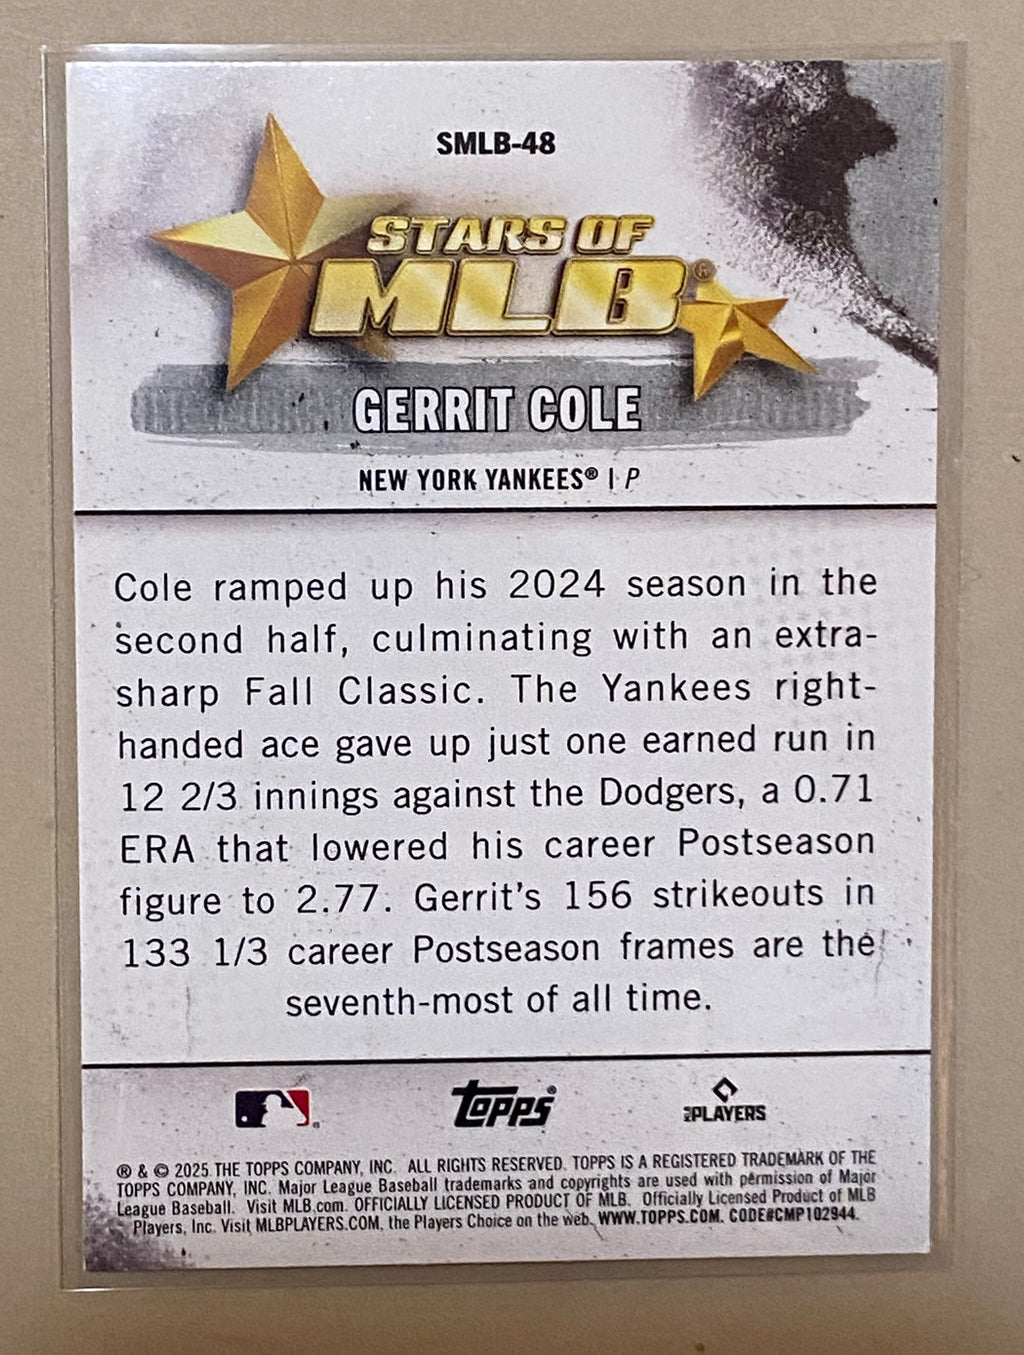 SMLB-48
STARS OF
MLB®
GERRIT COLE
NEW YORK YANKEES® | P
Cole ramped up his 2024 season in the
second half, culminating with an extra-
sharp Fall Classic. The Yankees right-
handed ace gave up just one earned run in
12 2/3 innings against the Dodgers, a 0.71
ERA that lowered his career Postseason
figure to 2.77. Gerrit's 156 strikeouts in
133 1/3 career Postseason frames are the
seventh-most of all time.
topps®
PLAYERS
® & © 2025 THE TOPPS COMPANY, INC. ALL RIGHTS RESERVED. TOPPS IS A REGISTERED TRADEMARK OF THE
TOPPS COMPANY, INC. Major League Baseball trademarks and copyrights are used with permission of Major
League Baseball. Visit MLB.com. OFFICIALLY LICENSED PRODUCT OF MLB. Officially Licensed Product of MLB
Players, Inc. Visit MLBPLAYERS.COM, the Players Choice on the web. WWW.TOPPS.COM. CODE#CMP102944.